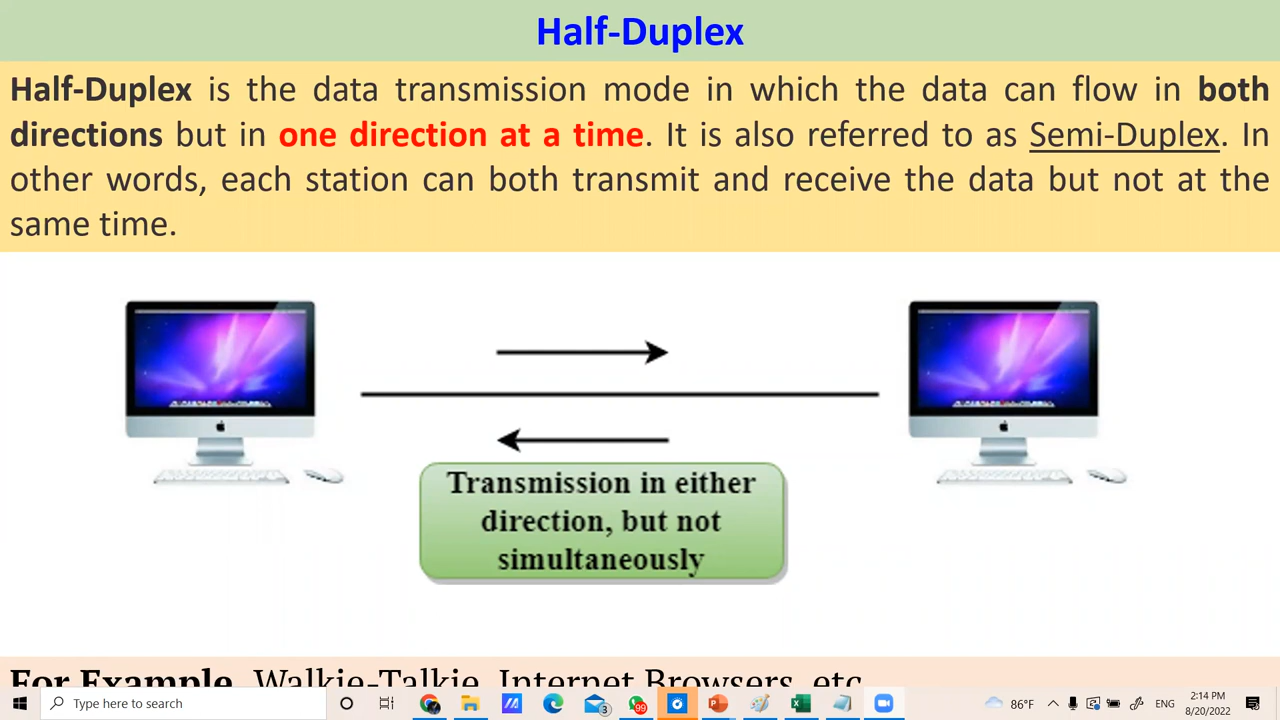 Half-Duplex
Half-Duplex is the data transmission mode in which the data can flow in both
directions but in one direction at a time. It is also referred to as Semi-Duplex. In
other words, each station can both transmit and receive the data but not at the
same time.
Transmission in either
direction, but not
simultaneously
For Example, Walkie-Talkie, Internet Browsers, etc
Type here to search
3
99
86°F
ENG
2:14 PM
8/20/2022